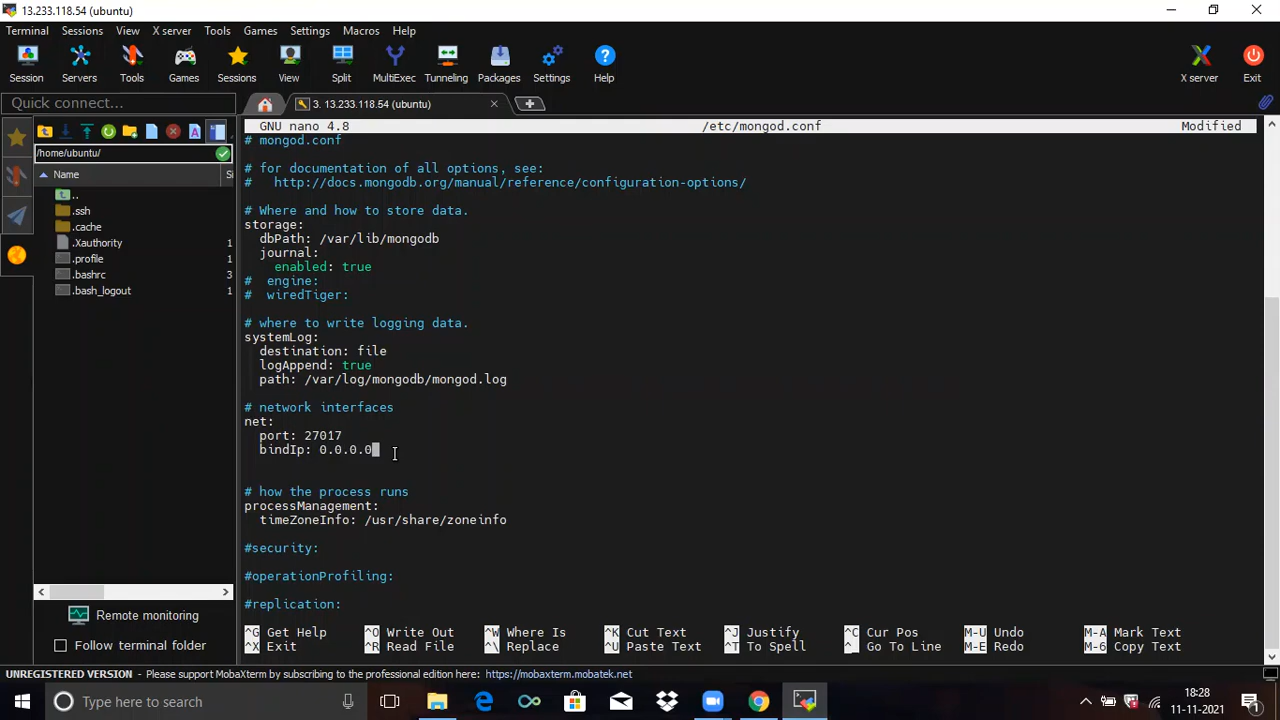 13.233.118.54 (ubuntu)
Terminal Sessions View X server Tools Games Settings Macros Help
Session Servers Tools Games Sessions View Split MultiExec Tunneling Packages Settings Help X server Exit
Quick connect...
3. 13.233.118.54 (ubuntu)
/home/ubuntu/
Name Si
..
.ssh
.cache
.Xauthority 1
.profile 1
.bashrc 3
.bash_logout 1
Remote monitoring
Follow terminal folder
GNU nano 4.8 /etc/mongod.conf Modified
# mongod.conf
# for documentation of all options, see:
#   http://docs.mongodb.org/manual/reference/configuration-options/
# Where and how to store data.
storage:
  dbPath: /var/lib/mongodb
  journal:
    enabled: true
#  engine:
#  wiredTiger:
# where to write logging data.
systemLog:
  destination: file
  logAppend: true
  path: /var/log/mongodb/mongod.log
# network interfaces
net:
  port: 27017
  bindIp: 0.0.0.0
# how the process runs
processManagement:
  timeZoneInfo: /usr/share/zoneinfo
#security:
#operationProfiling:
#replication:
^G Get Help ^O Write Out ^W Where Is ^K Cut Text ^J Justify ^C Cur Pos M-U Undo M-A Mark Text
^X Exit ^R Read File ^\ Replace ^U Paste Text ^T To Spell ^_ Go To Line M-E Redo M-6 Copy Text
UNREGISTERED VERSION - Please support MobaXterm by subscribing to the professional edition here: https://mobaxterm.mobatek.net
Type here to search
18:28
11-11-2021
1